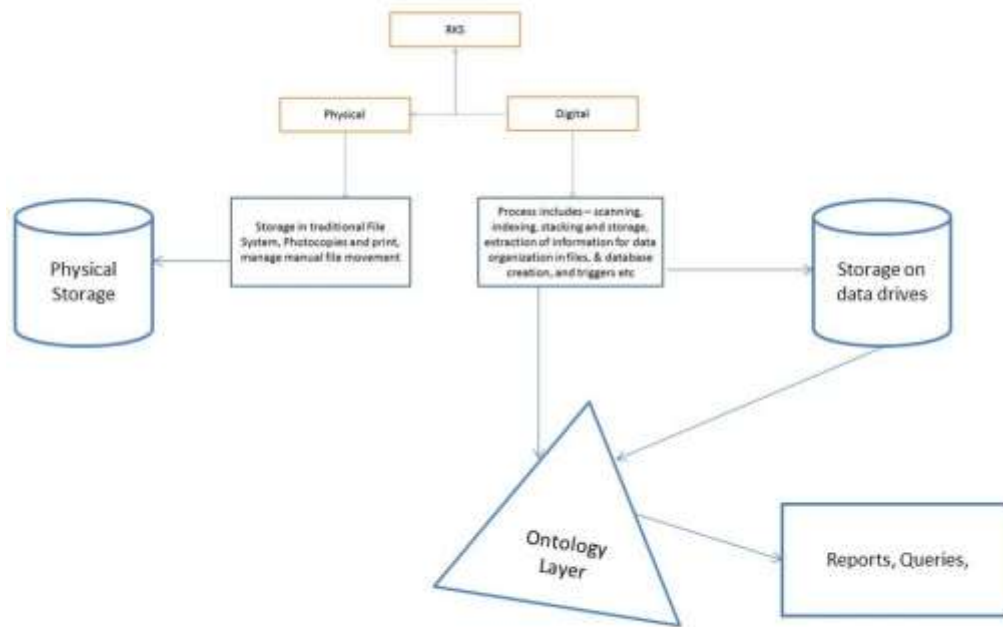 RKS
Physical
Digital
Storage in traditional File
System, Photocopies and print,
manage manual file movement
Process includes – scanning,
indexing, stacking and storage,
extraction of information for data
organization in files, & database
creation, and triggers etc
Physical
Storage
Storage on
data drives
Ontology
Layer
Reports, Queries,